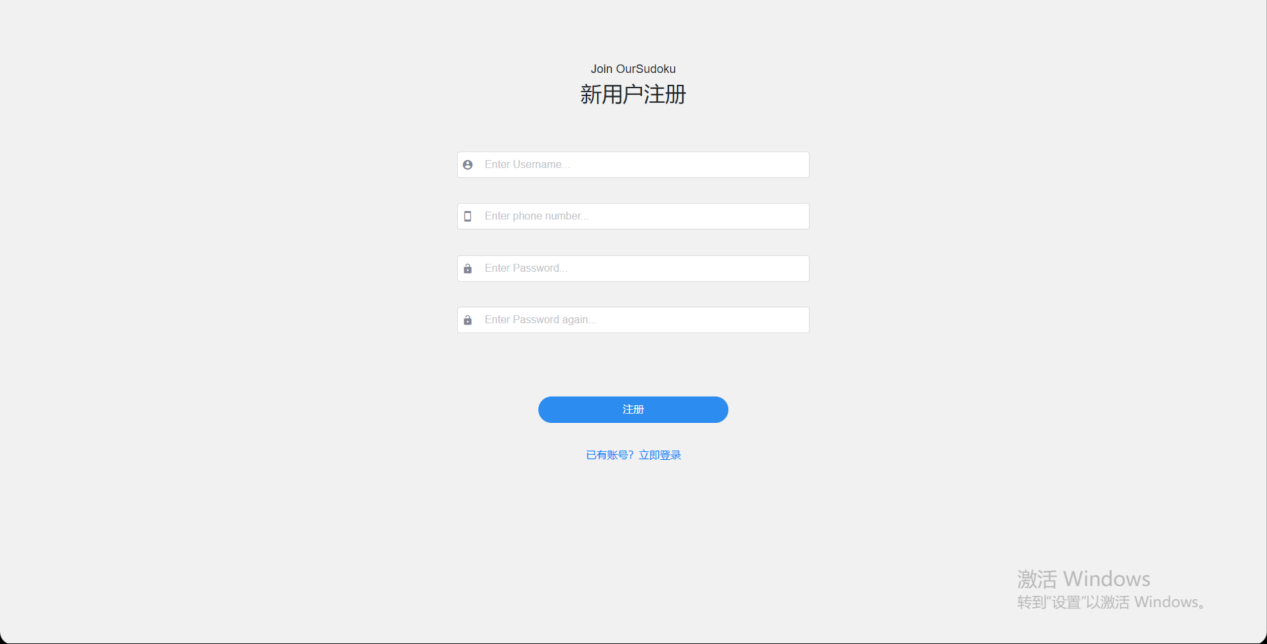 Join OurSudoku
新用户注册
Enter Username...
Enter phone number...
Enter Password...
Enter Password again...
注册
已有账号？立即登录
激活 Windows
转到“设置”以激活 Windows。